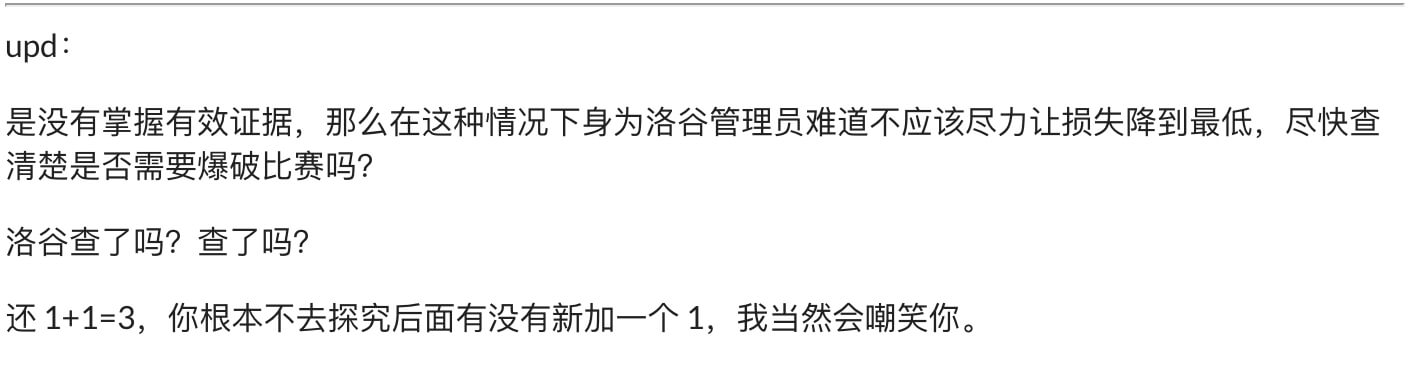 upd：
是没有掌握有效证据，那么在这种情况下身为洛谷管理员难道不应该尽力让损失降到最低，尽快查
清楚是否需要爆破比赛吗？
洛谷查了吗？查了吗？
还 1+1=3，你根本不去探究后面有没有新加一个 1，我当然会嘲笑你。